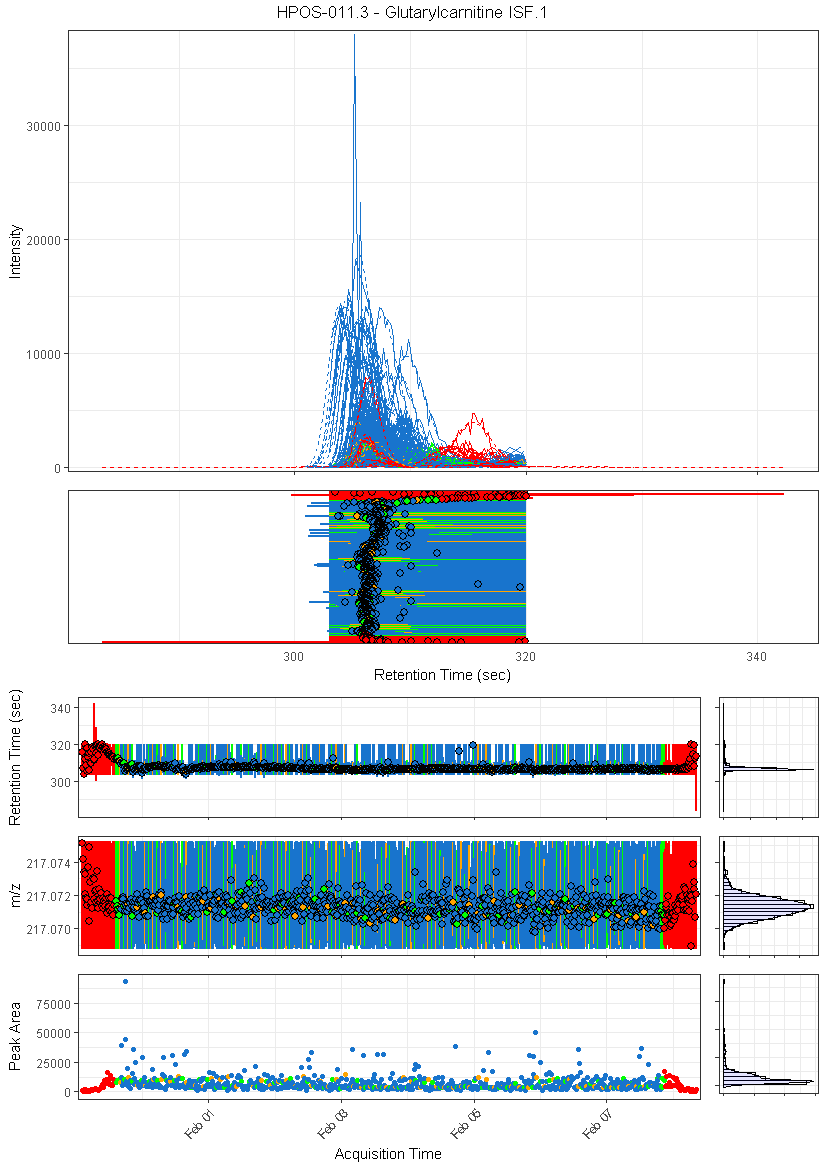 HPOS-011.3 - Glutarylcarnitine ISF.1
Intensity
30000
20000
10000
0
300
320
340
Retention Time (sec)
Retention Time (sec)
340
320
300
m/z
217.074
217.072
217.070
Peak Area
75000
50000
25000
0
Feb 01
Feb 03
Feb 05
Feb 07
Acquisition Time